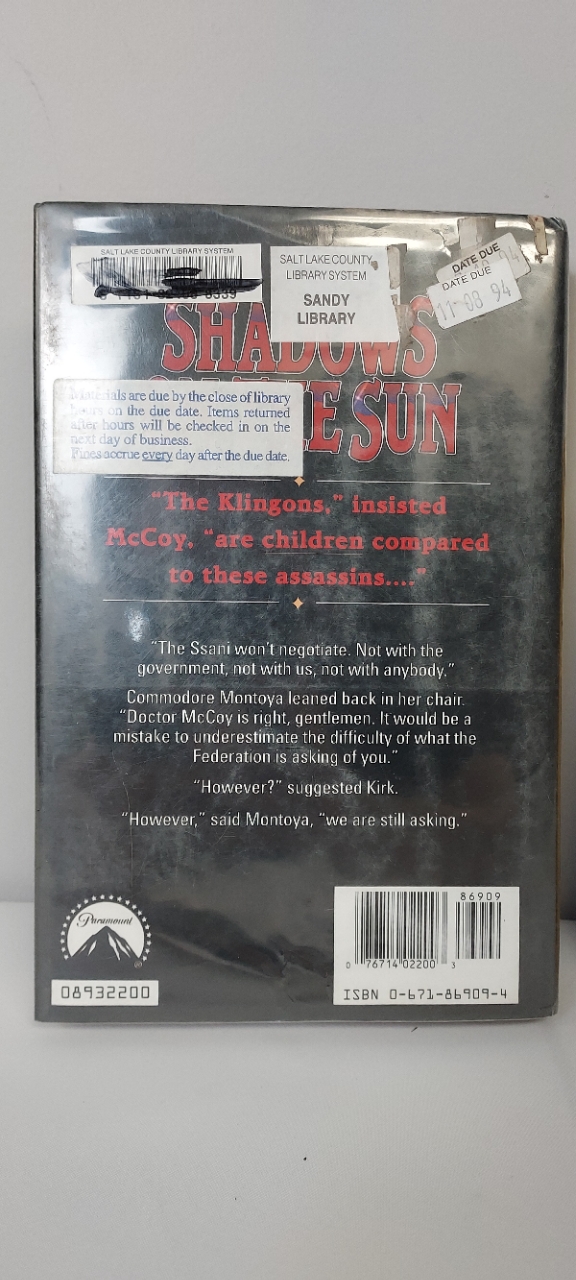 SALT LAKE COUNTY LIBRARY SYSTEM
SALT LAKE COUNTY
LIBRARY SYSTEM
SANDY
LIBRARY
DATE DUE
DATE DUE
11-08 94
SHADOWS
SUN
Materials are due by the close of library
hours on the due date. Items returned
after hours will be checked in on the
next day of business.
Fines accrue every day after the due date.
"The Klingons," insisted
McCoy, "are children compared
to these assassins...."
"The Ssani won't negotiate. Not with the
government, not with us, not with anybody."
Commodore Montoya leaned back in her chair.
"Doctor McCoy is right, gentlemen. It would be a
mistake to underestimate the difficulty of what the
Federation is asking of you."
"However?" suggested Kirk.
"However," said Montoya, "we are still asking."
Paramount
08932200
86909
0 76714 02200 3
ISBN 0-671-86909-4